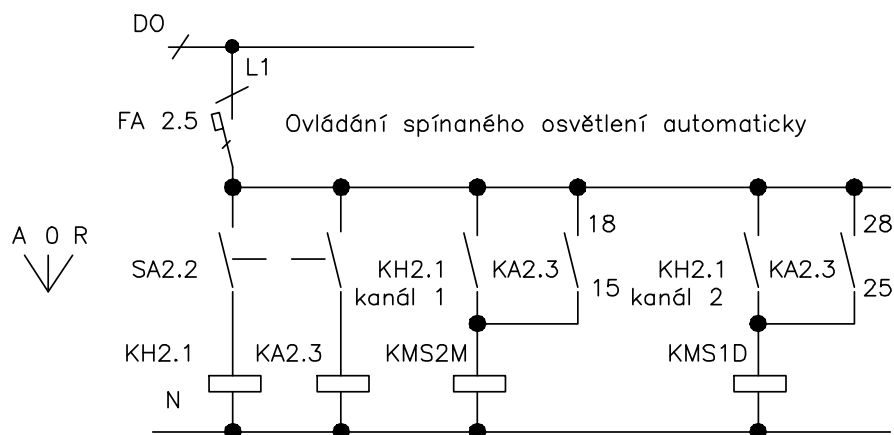 DO
L1
FA 2.5
Ovládání spínaného osvětlení automaticky
A O R
18
28
SA2.2
KH2.1
KA2.3
KH2.1
KA2.3
kanál 1
15
kanál 2
25
KH2.1
KA2.3
KMS2M
KMS1D
N